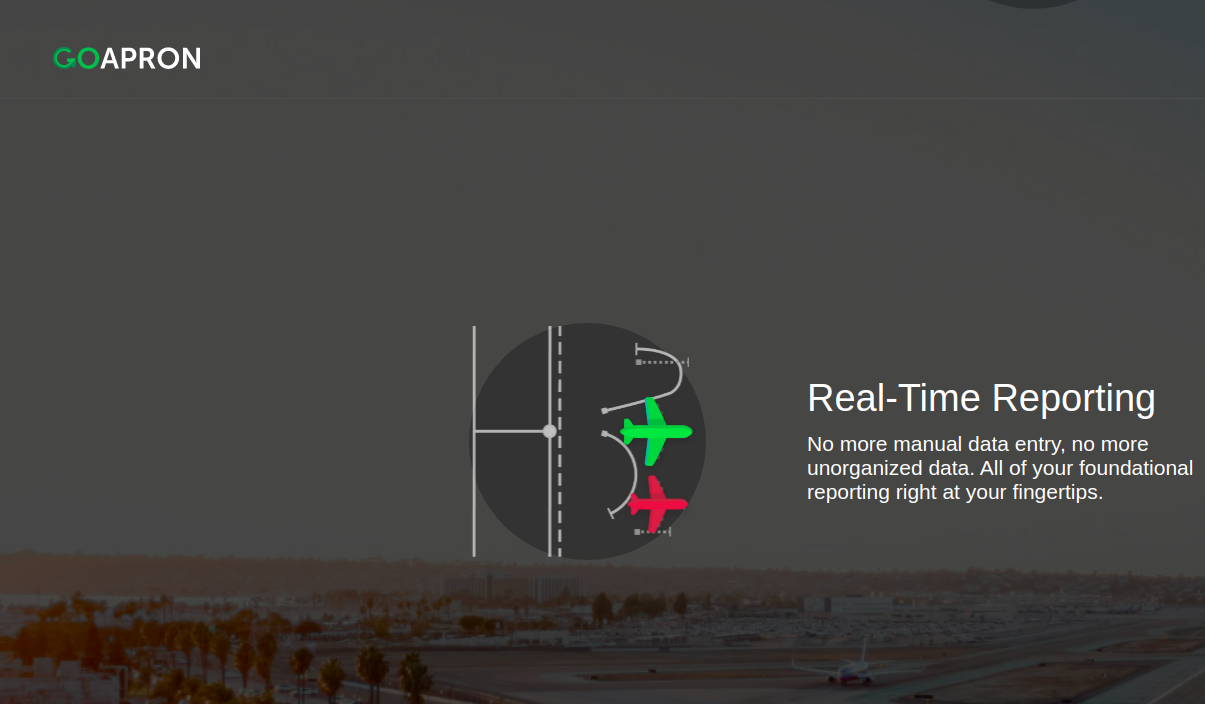 GOAPRON
Real-Time Reporting
No more manual data entry, no more
unorganized data. All of your foundational
reporting right at your fingertips.